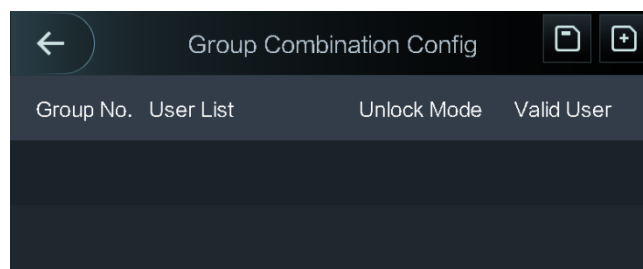 Group Combination Config
Group No. User List Unlock Mode Valid User